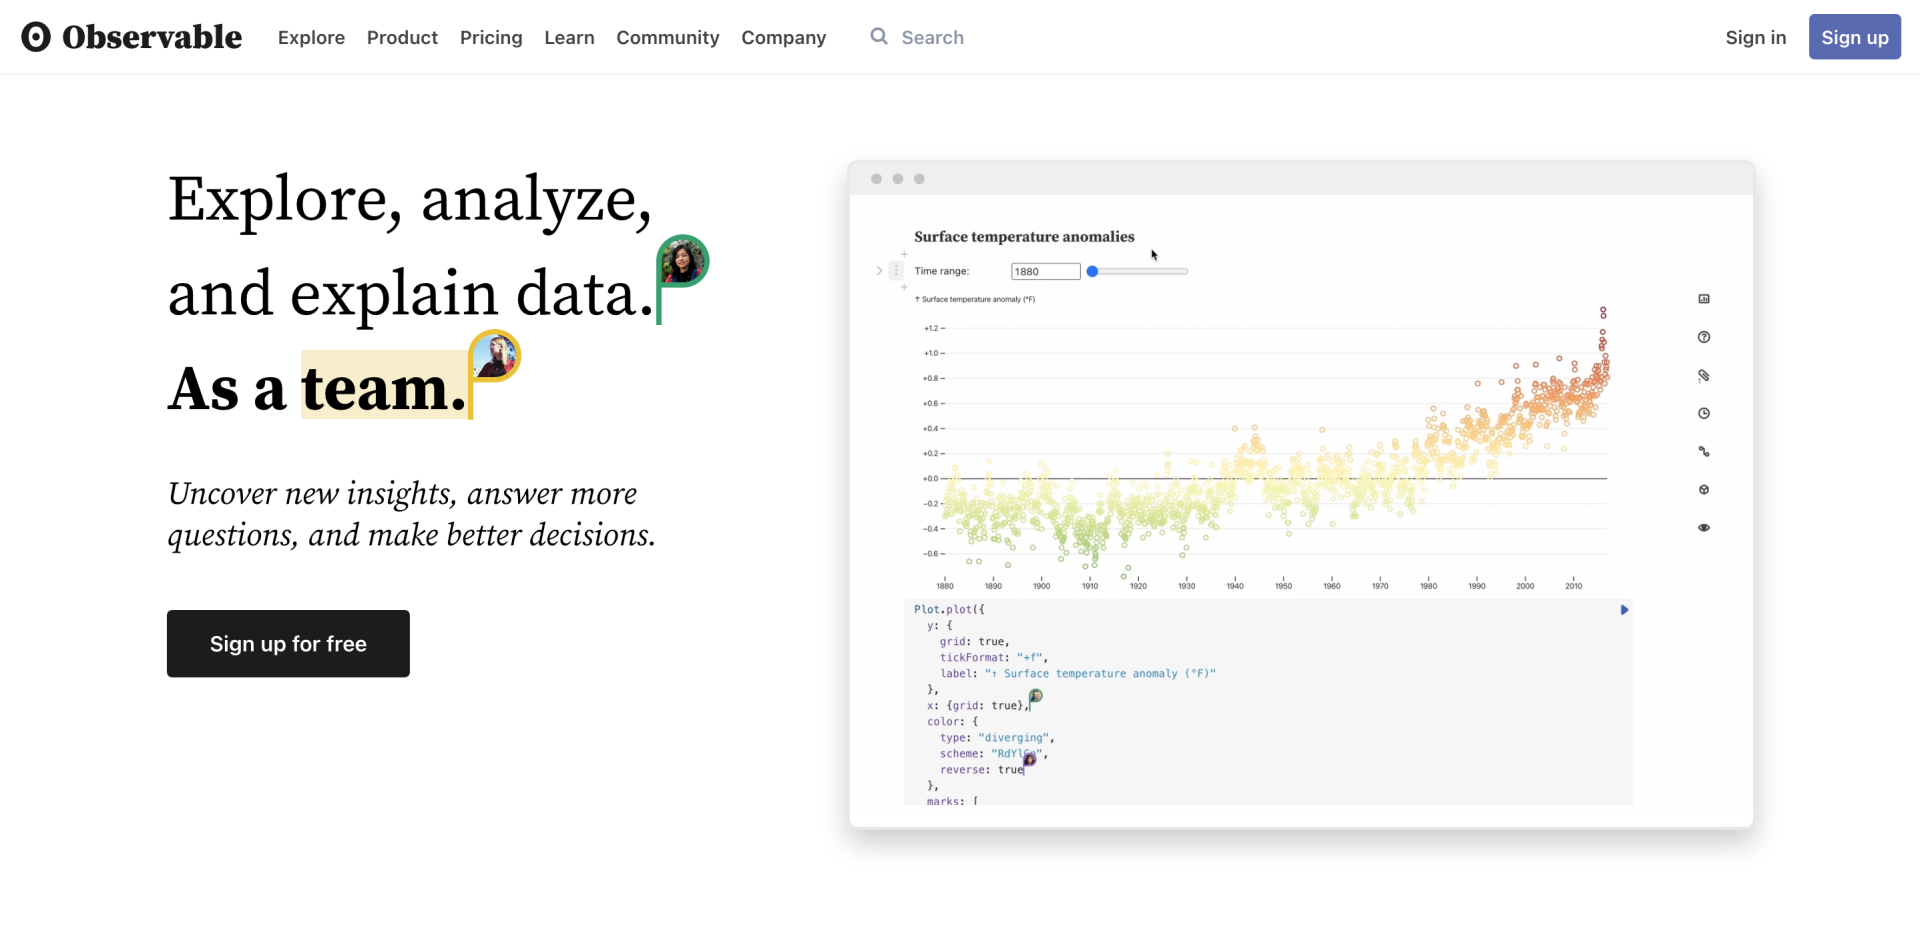 Observable
Explore Product Pricing Learn Community Company Search Sign in Sign up
Explore, analyze,
and explain data.
As a team.
Uncover new insights, answer more
questions, and make better decisions.
Sign up for free
Surface temperature anomalies
Time range: 1880
↑ Surface temperature anomaly (°F)
+1.2
+1.0
+0.8
+0.6
+0.4
+0.2
+0.0
−0.2
−0.4
−0.6
1880 1890 1900 1910 1920 1930 1940 1950 1960 1970 1980 1990 2000 2010
Plot.plot({
y: {
grid: true,
tickFormat: "+f",
label: "↑ Surface temperature anomaly (°F)"
},
x: {grid: true},
color: {
type: "diverging",
scheme: "RdYlGn",
reverse: true
},
marks: [